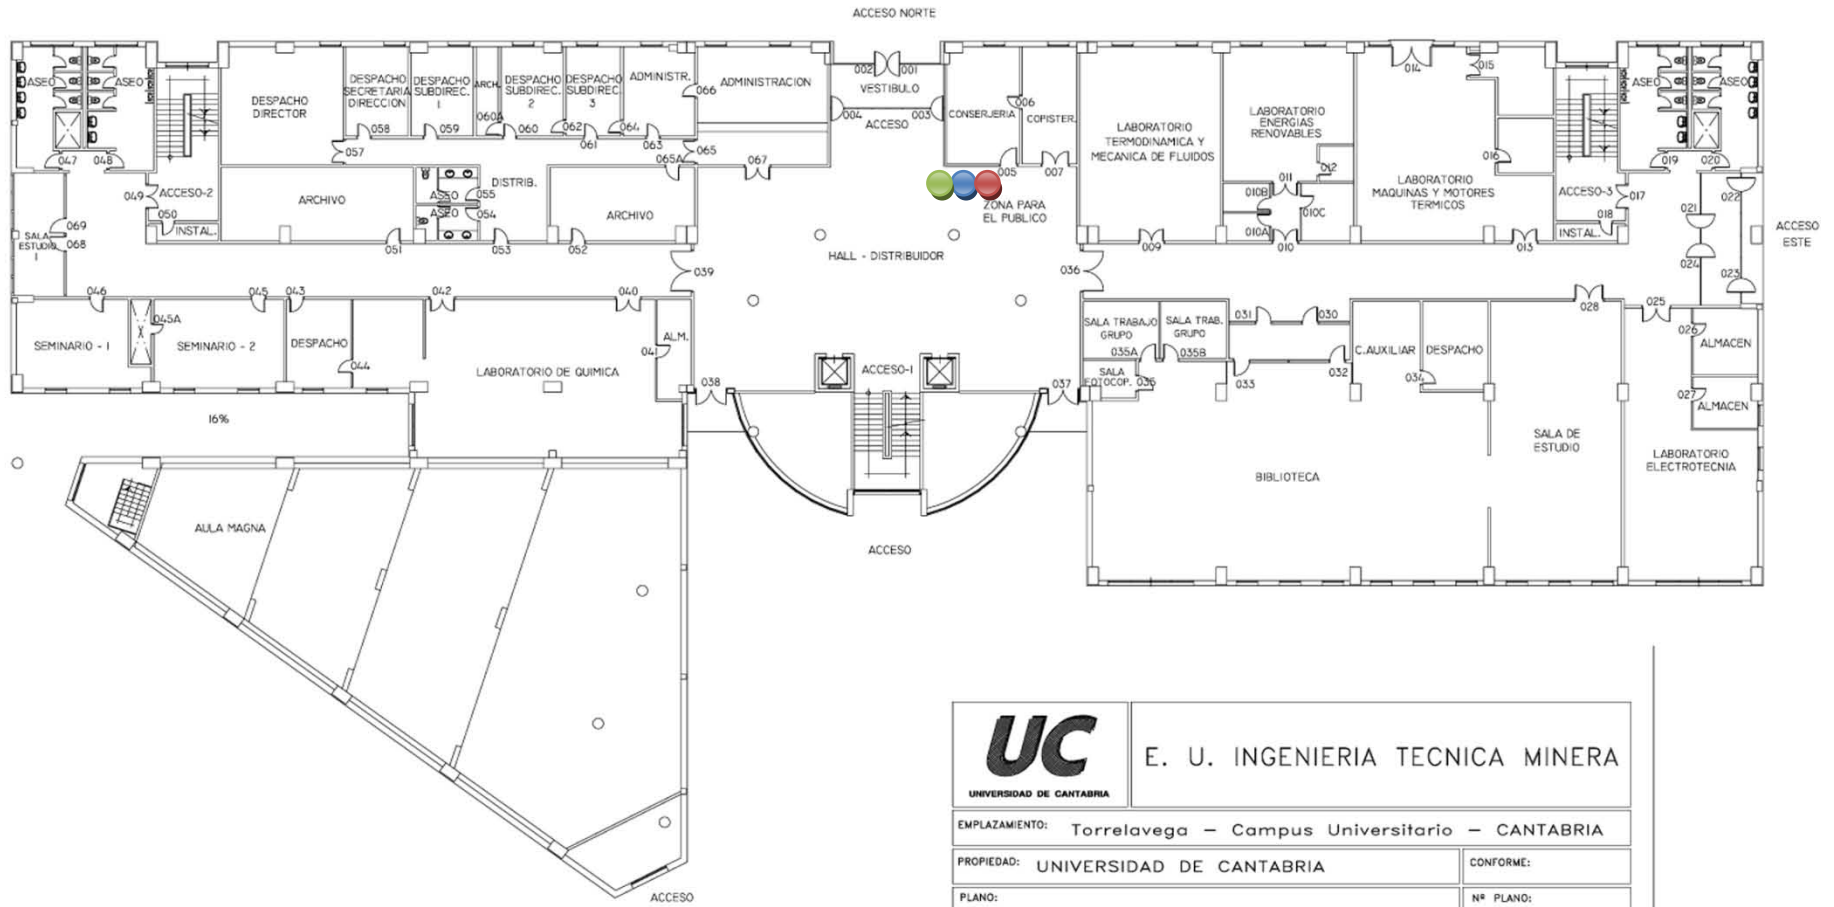 ACCESO NORTE
ASEO
ASEO
DESPACHO
DIRECTOR
DESPACHO
SECRETARIA
DIRECCION
DESPACHO
SUBDIREC.
1
ARCH.
DESPACHO
SUBDIREC.
2
DESPACHO
SUBDIREC.
3
ADMINISTR.
066
ADMINISTRACION
002
001
VESTIBULO
004
003
ACCESO
CONSERJERIA
006
COPISTER.
LABORATORIO
TERMODINAMICA Y
MECANICA DE FLUIDOS
LABORATORIO
ENERGIAS
RENOVABLES
014
015
ASEO
ASEO
058
059
060A
060
062
061
064
063
065
065A
067
057
047
048
005
007
012
011
016
019
020
049
ACCESO-2
050
INSTAL.
ARCHIVO
ASEO
055
ASEO
054
DISTRIB.
ARCHIVO
ZONA PARA
EL PUBLICO
010B
010C
010A
LABORATORIO
MAQUINAS Y MOTORES
TERMICOS
ACCESO-3
017
018
INSTAL.
021
022
ACCESO
ESTE
069
SALA
ESTUDIO
1
068
051
053
052
039
HALL - DISTRIBUIDOR
036
009
010
013
024
023
046
045
043
042
040
028
025
045A
SEMINARIO - 1
SEMINARIO - 2
DESPACHO
044
LABORATORIO DE QUIMICA
ALM.
041
SALA TRABAJO
GRUPO
035A
SALA TRAB.
GRUPO
035B
031
030
C.AUXILIAR
DESPACHO
026
ALMACEN
SALA
FOTOCOP.
035
033
032
034
027
ALMACEN
ACCESO-1
038
037
16%
SALA DE
ESTUDIO
LABORATORIO
ELECTROTECNIA
BIBLIOTECA
AULA MAGNA
ACCESO
ACCESO
UC
UNIVERSIDAD DE CANTABRIA
E. U. INGENIERIA TECNICA MINERA
EMPLAZAMIENTO: Torrelavega - Campus Universitario - CANTABRIA
PROPIEDAD: UNIVERSIDAD DE CANTABRIA
CONFORME:
PLANO:
Nº PLANO: